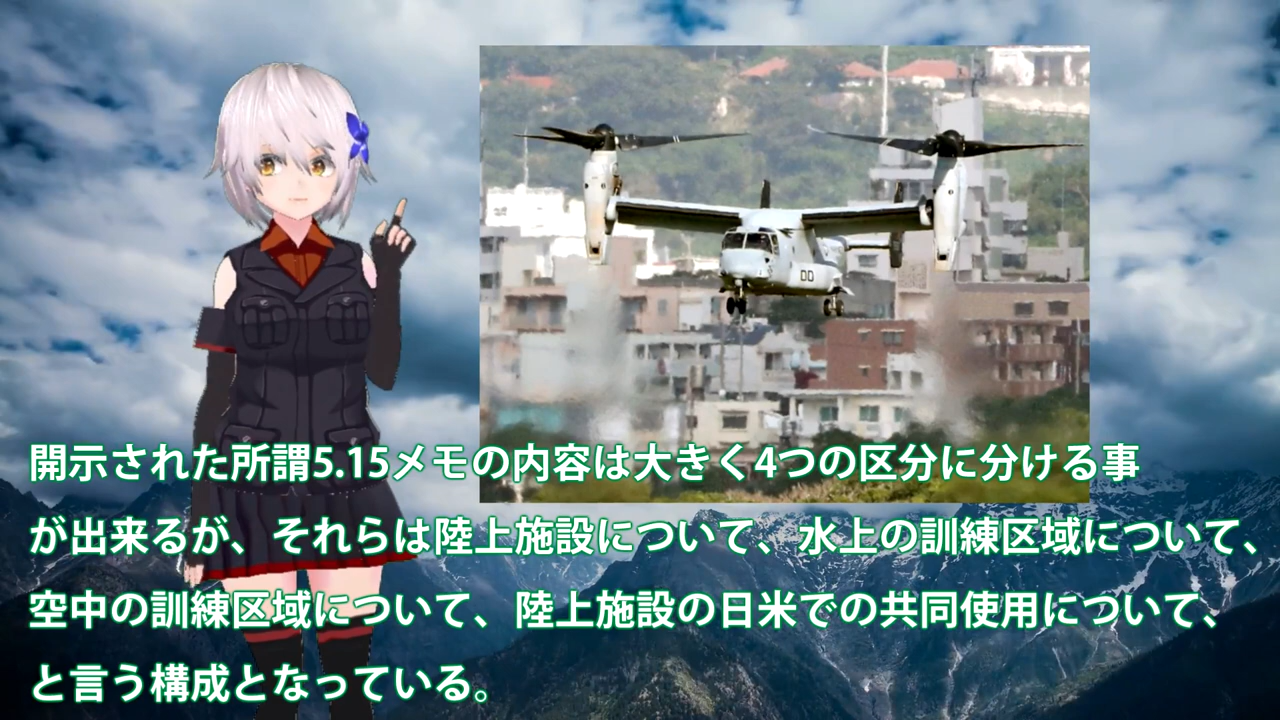 開示された所謂5.15メモの内容は大きく4つの区分に分ける事
が出来るが、それらは陸上施設について、水上の訓練区域について、
空中の訓練区域について、陸上施設の日米での共同使用について、
と言う構成となっている。
00